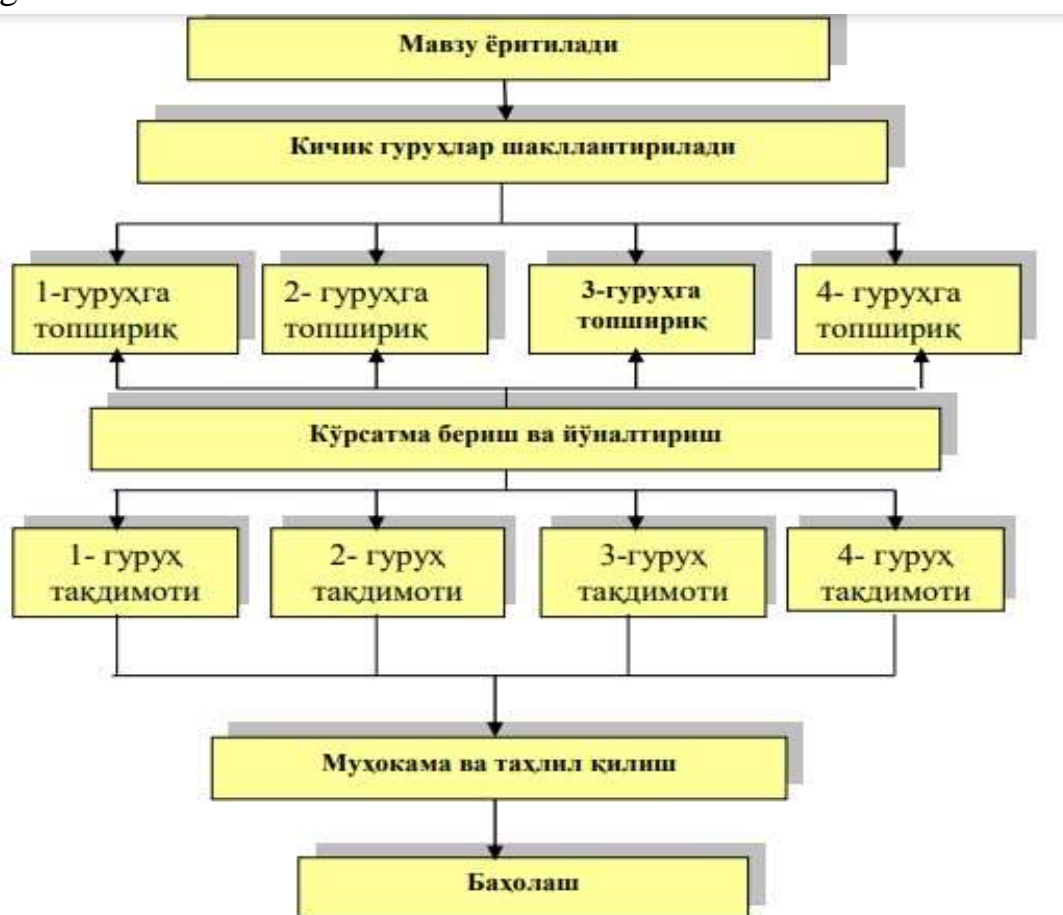 g
Мавзу ёритилади
Кичик гуруҳлар шакллантирилади
1-гуруҳга
топшириқ
2- гуруҳга
топшириқ
3-гуруҳга
топшириқ
4- гуруҳга
топшириқ
Кўрсатма бериш ва йўналтириш
1- гуруҳ
тақдимоти
2- гуруҳ
тақдимоти
3-гуруҳ
тақдимоти
4- гуруҳ
тақдимоти
Муҳокама ва таҳлил қилиш
Баҳолаш